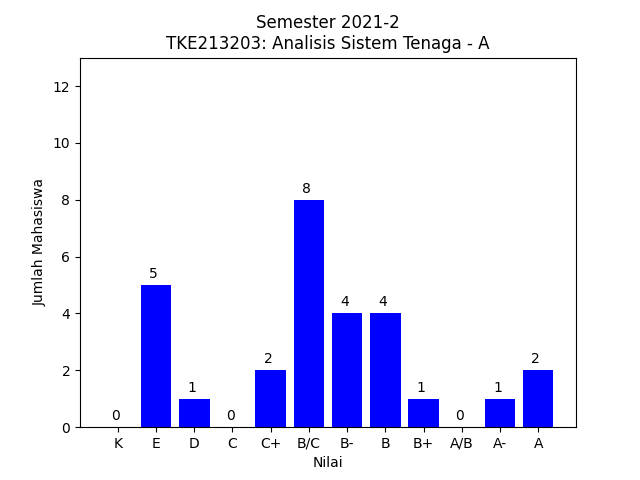 Semester 2021-2
TKE213203: Analisis Sistem Tenaga - A
Jumlah Mahasiswa
12
10
8
6
4
2
0
0 5 1 0 2 8 4 4 1 0 1 2
K E D C C+ B/C B- B B+ A/B A- A
Nilai